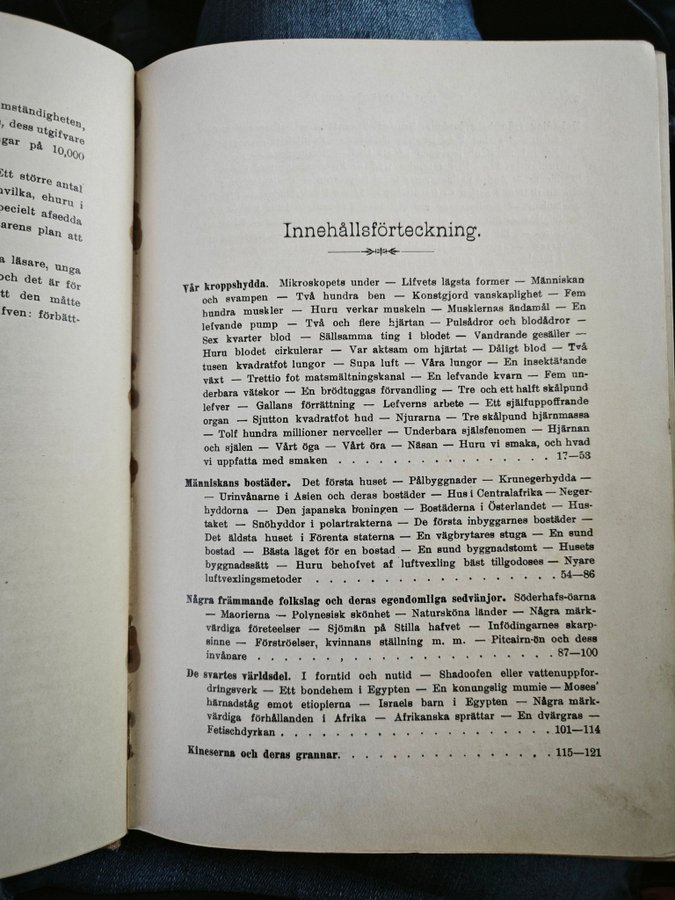 mständigheten,
, dess utgifvare
gar på 10,000
Ett större antal
hvilka, ehuru i
pecielt afsedda
arens plan att
a läsare, unga
och det är för
tt den måtte
fven: förbätt-
Innehållsförteckning.
Vår kroppshydda. Mikroskopets under — Lifvets lägsta former — Människan
och svampen — Två hundra ben — Konstgjord vanskaplighet — Fem
hundra muskler — Huru verkar muskeln — Musklernas ändamål — En
lefvande pump — Två och flere hjärtan — Pulsådror och blodådror —
Sex kvarter blod — Sällsamma ting i blodet — Vandrande gesäller —
Huru blodet cirkulerar — Var aktsam om hjärtat — Dåligt blod — Två
tusen kvadratfot lungor — Supa luft — Våra lungor — En insektätande
växt — Trettio fot matsmältningskanal — En lefvande kvarn — Fem un-
derbara vätskor — En brödtuggas förvandling — Tre och ett halft skålpund
lefver — Gallans förrättning — Lefverns arbete — Ett själfuppoffrande
organ — Sjutton kvadratfot hud — Njurarna — Tre skålpund hjärnmassa
— Tolf hundra millioner nervceller — Underbara själsfenomen — Hjärnan
och själen — Vårt öga — Vårt öra — Näsan — Huru vi smaka, och hvad
vi uppfatta med smaken . . . . . . . . . . . . 17—53
Människans bostäder. Det första huset — Pålbyggnader — Krunegerhydda —
— Urinvånarne i Asien och deras bostäder — Hus i Centralafrika — Neger-
hyddorna — Den japanska boningen — Bostäderna i Österlandet — Hus-
taket — Snöhyddor i polartrakterna — De första inbyggarnes bostäder —
Det äldsta huset i Förenta staterna — En vägbrytares stuga — En sund
bostad — Bästa läget för en bostad — En sund byggnadstomt — Husets
byggnadssätt — Huru behofvet af luftvexling bäst tillgodoses — Nyare
luftvexlingsmetoder . . . . . . . . . . . . . 54—86
Några främmande folkslag och deras egendomliga sedvänjor. Söderhafs-öarna
— Maorierna — Polynesisk skönhet — Natursköna länder — Några märk-
värdiga företeelser — Sjömän på Stilla hafvet — Infödingarnes skarp-
sinne — Förströelser, kvinnans ställning m. m. — Pitcairn-ön och dess
invånare . . . . . , . . . . . . . . . . 87—100
De svartes världsdel. I forntid och nutid — Shadoofen eller vattenuppfor-
dringsverk — Ett bondehem i Egypten — En konungslig mumie — Moses'
härnadståg emot etioplerna — Israels barn i Egypten — Några märk-
värdiga förhållanden i Afrika — Afrikanska sprättar — En dvärgras —
Fetischdyrkan . . . . . . . . . . . . . . . 101—114
Kineserna och deras grannar. . . . . . . . . . . . 115—121